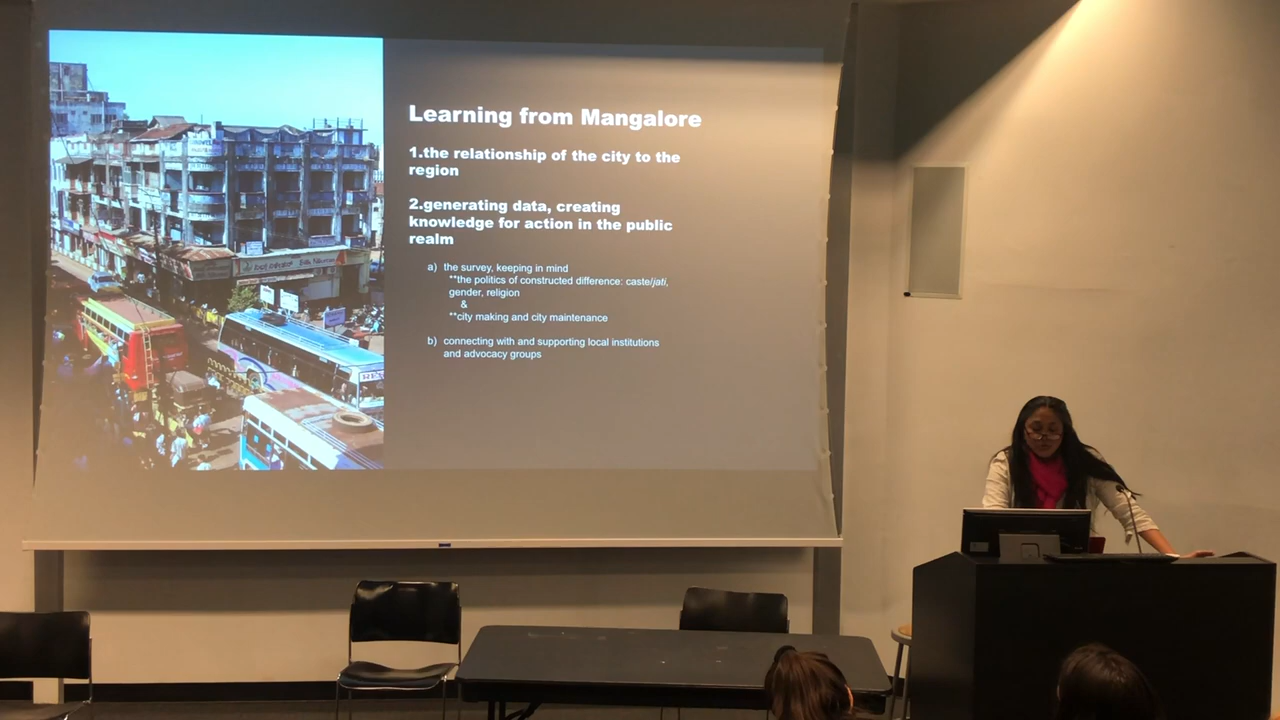 Learning from Mangalore
1.the relationship of the city to the
region
2.generating data, creating
knowledge for action in the public
realm
a) the survey, keeping in mind
**the politics of constructed difference: caste/jati,
gender, religion
&
**city making and city maintenance
b) connecting with and supporting local institutions
and advocacy groups